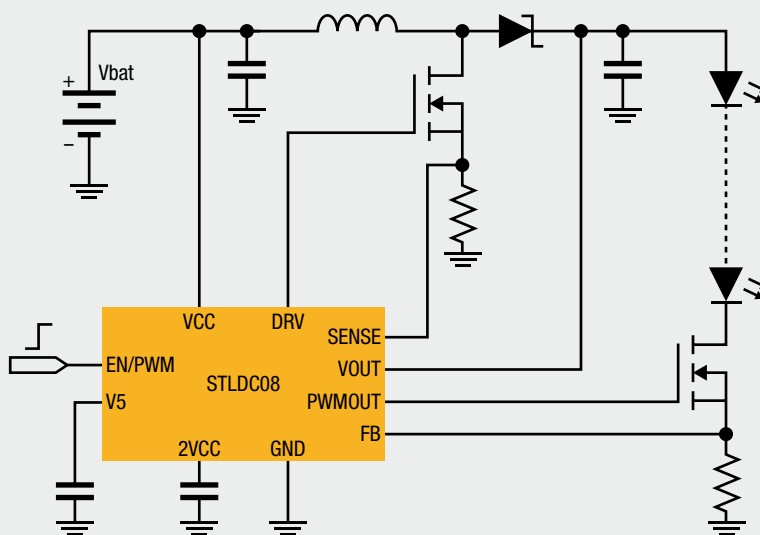 +
Vbat
−
VCC
DRV
SENSE
EN/PWM
VOUT
STLDC08
V5
PWMOUT
FB
2VCC
GND